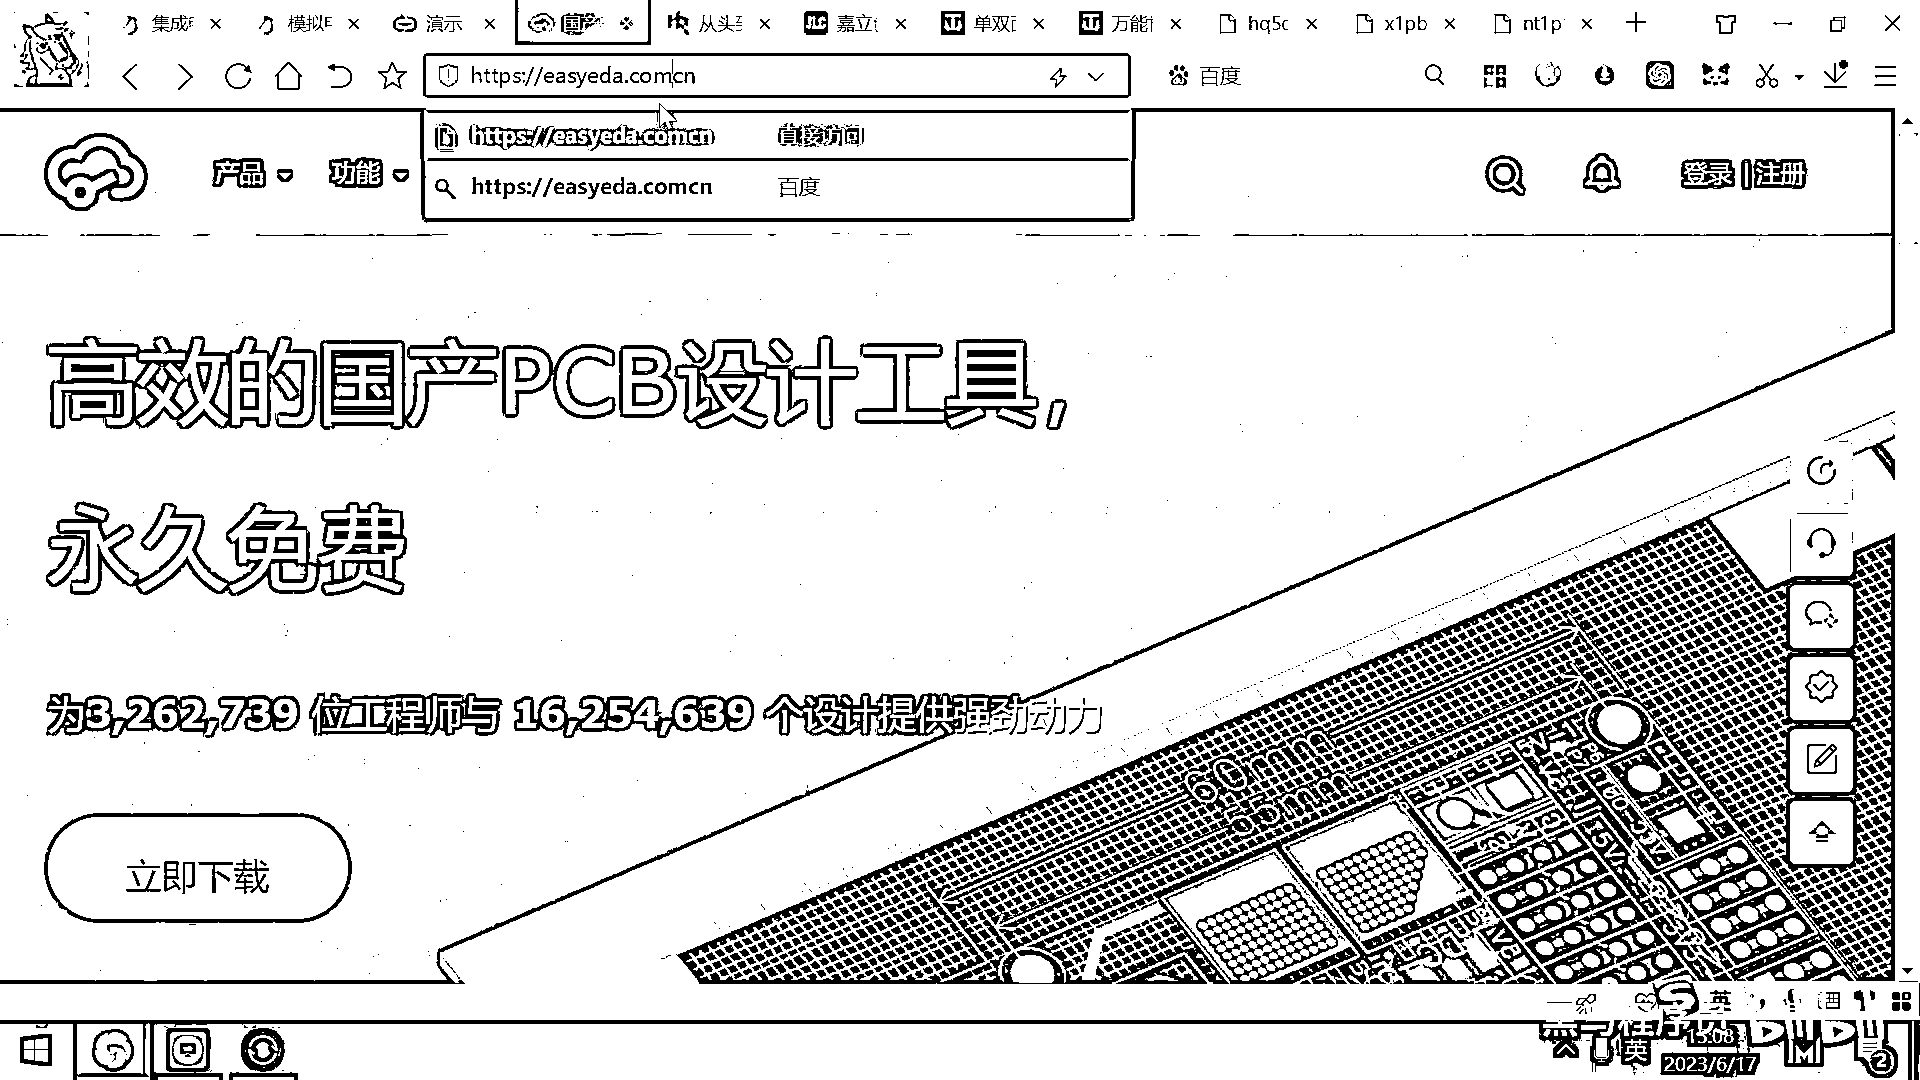 集成 模拟 演示 国产 从头 嘉立 单双 万能 hq5c x1pb nt1p
https://easyeda.comcn 百度
https://easyeda.comcn 直接访问
https://easyeda.comcn 百度
产品 功能 登录 | 注册
高效的国产PCB设计工具,
永久免费
为3,262,739 位工程师与 16,254,639 个设计提供强劲动力
60mm
立即下载
英
英 15:08
2023/6/17
2